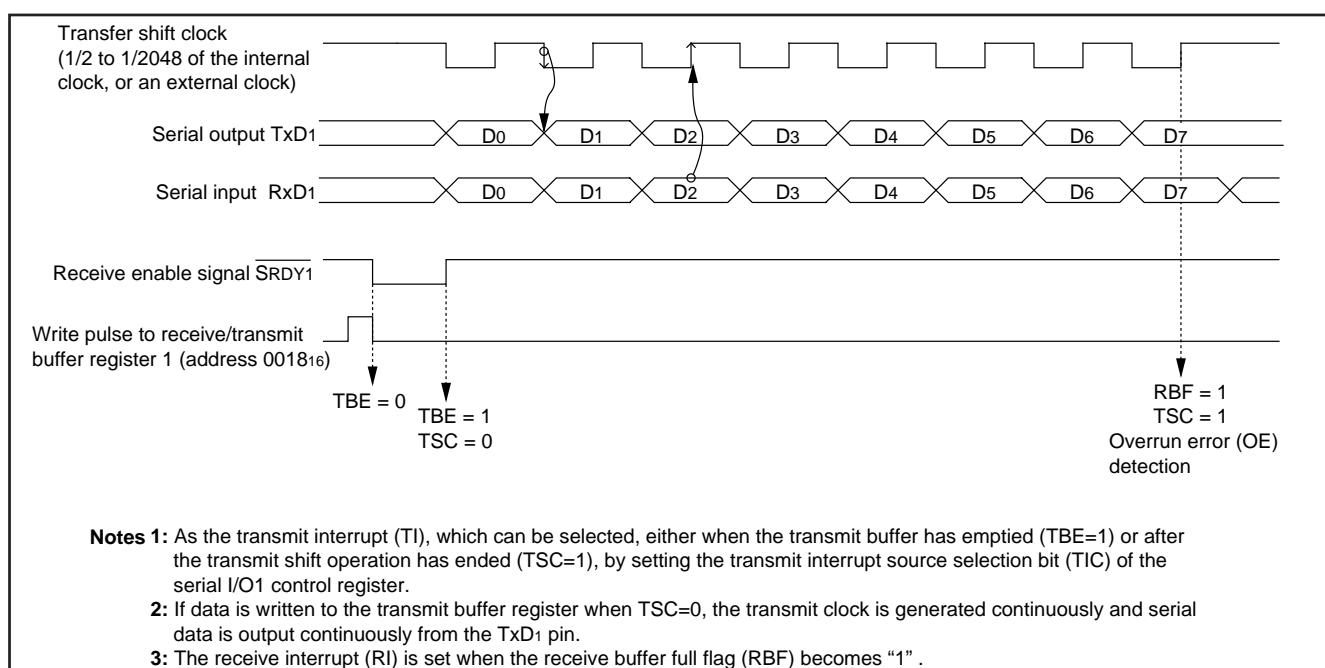 Transfer shift clock
(1/2 to 1/2048 of the internal
clock, or an external clock)
Serial output TxD1
D0 D1 D2 D3 D4 D5 D6 D7
Serial input RxD1
D0 D1 D2 D3 D4 D5 D6 D7
Receive enable signal SRDY1
Write pulse to receive/transmit
buffer register 1 (address 001816)
TBE = 0
TBE = 1
TSC = 0
RBF = 1
TSC = 1
Overrun error (OE)
detection
Notes 1: As the transmit interrupt (TI), which can be selected, either when the transmit buffer has emptied (TBE=1) or after
the transmit shift operation has ended (TSC=1), by setting the transmit interrupt source selection bit (TIC) of the
serial I/O1 control register.
2: If data is written to the transmit buffer register when TSC=0, the transmit clock is generated continuously and serial
data is output continuously from the TxD1 pin.
3: The receive interrupt (RI) is set when the receive buffer full flag (RBF) becomes “1” .